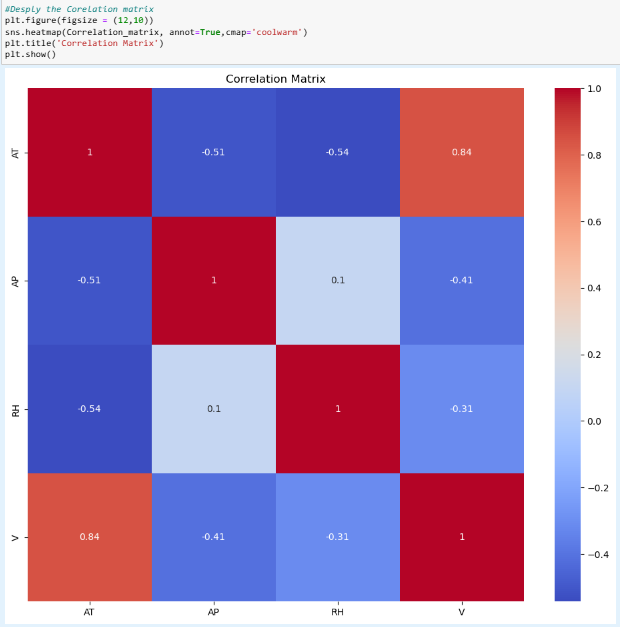 #Desply the Corelation matrix
plt.figure(figsize = (12,10))
sns.heatmap(Correlation_matrix, annot=True,cmap='coolwarm')
plt.title('Correlation Matrix')
plt.show()
Correlation Matrix
AT 1 -0.51 -0.54 0.84
AP -0.51 1 0.1 -0.41
RH -0.54 0.1 1 -0.31
V 0.84 -0.41 -0.31 1
AT AP RH V
1.0
0.8
0.6
0.4
0.2
0.0
−0.2
−0.4